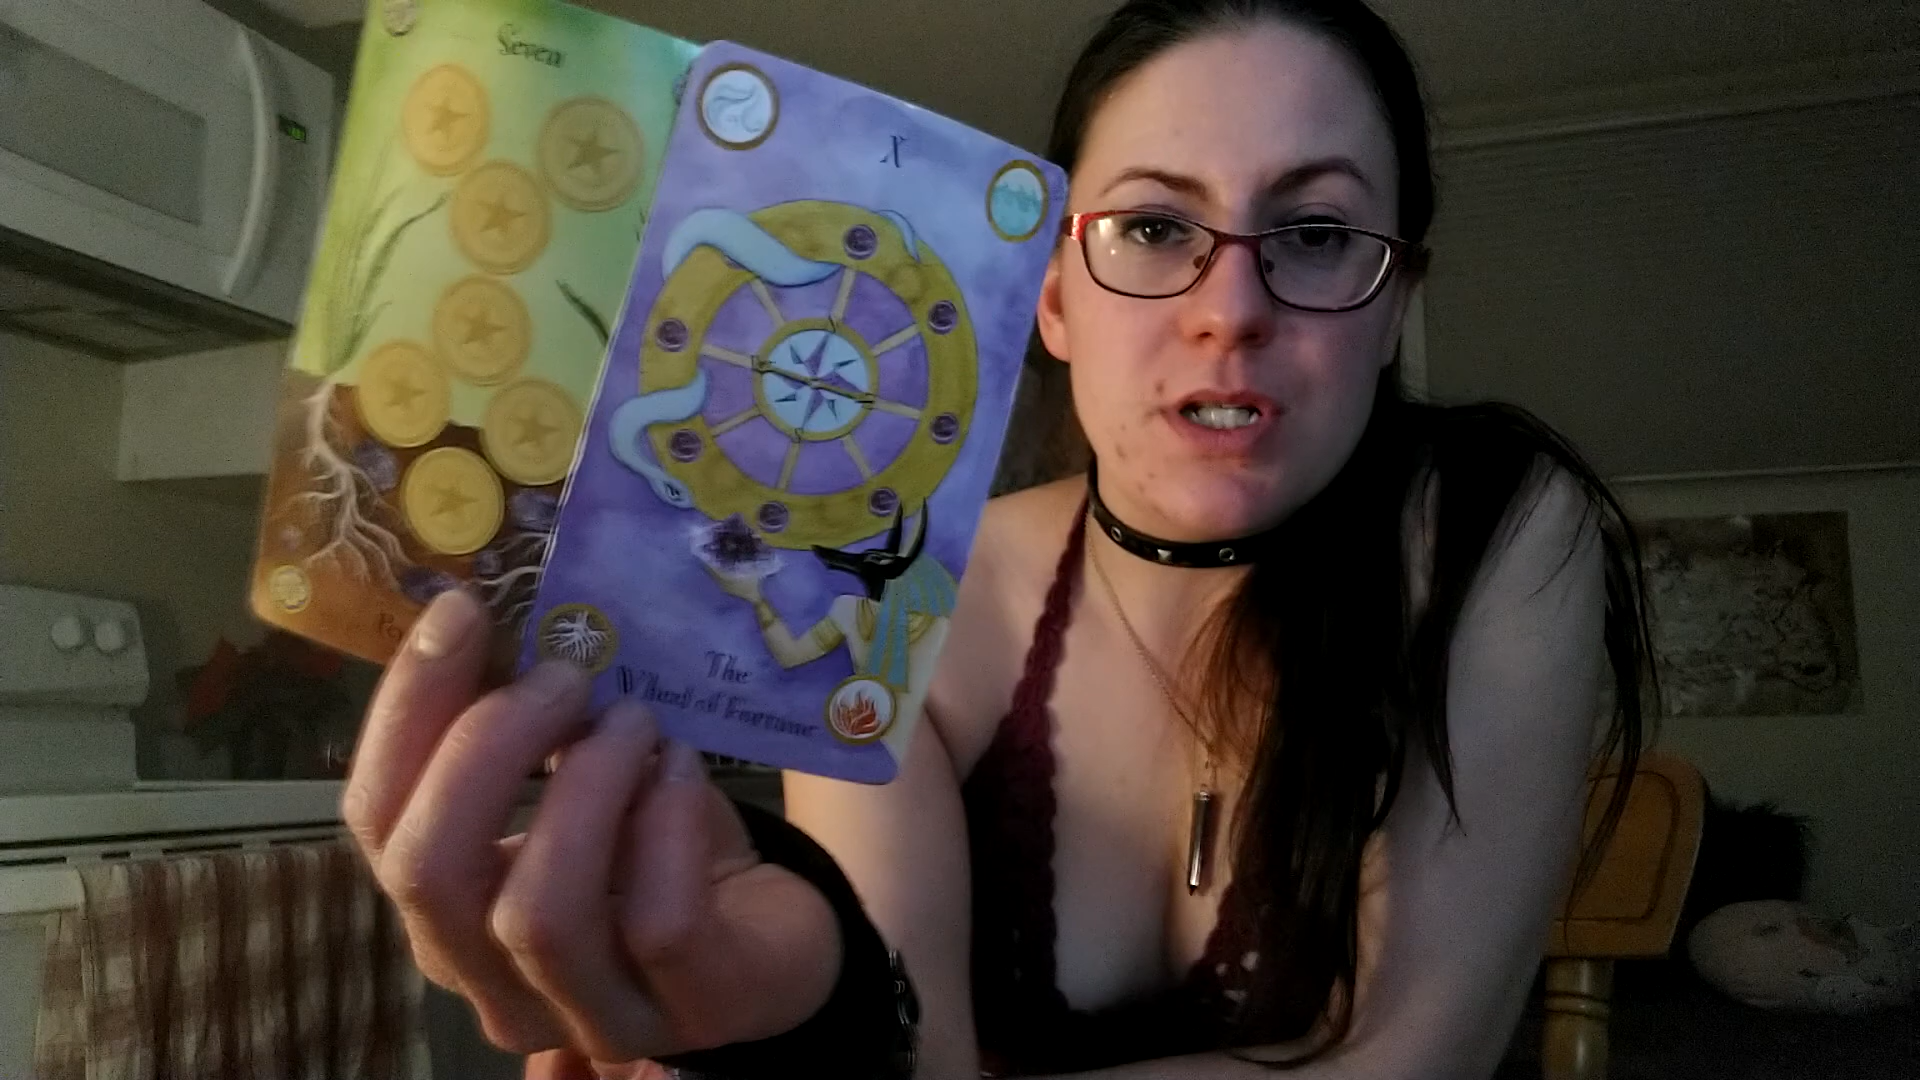 Seven
X
The
Wheel of Fortune